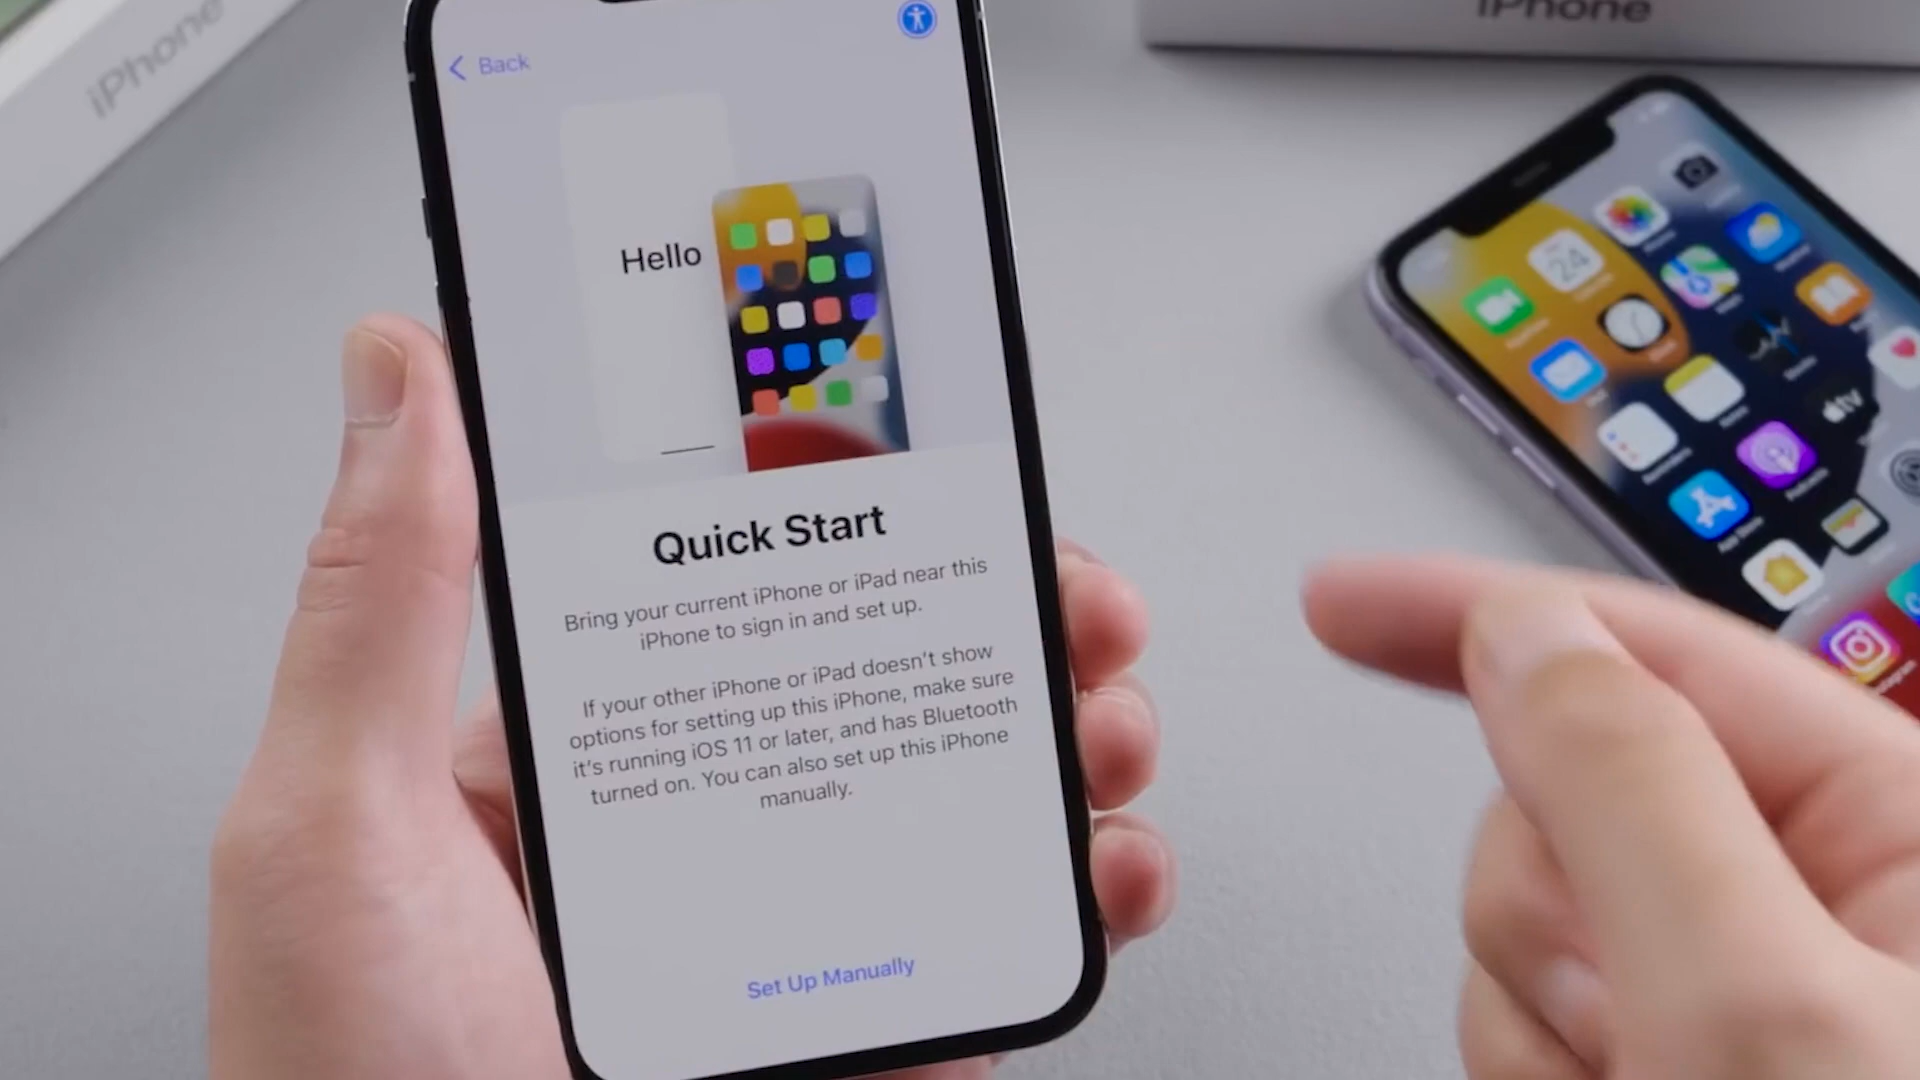 iPhone
iPhone
Back
Hello
Quick Start
Bring your current iPhone or iPad near this
iPhone to sign in and set up.
If your other iPhone or iPad doesn't show
options for setting up this iPhone, make sure
it's running iOS 11 or later, and has Bluetooth
turned on. You can also set up this iPhone
manually.
Set Up Manually
24
tv
App Store